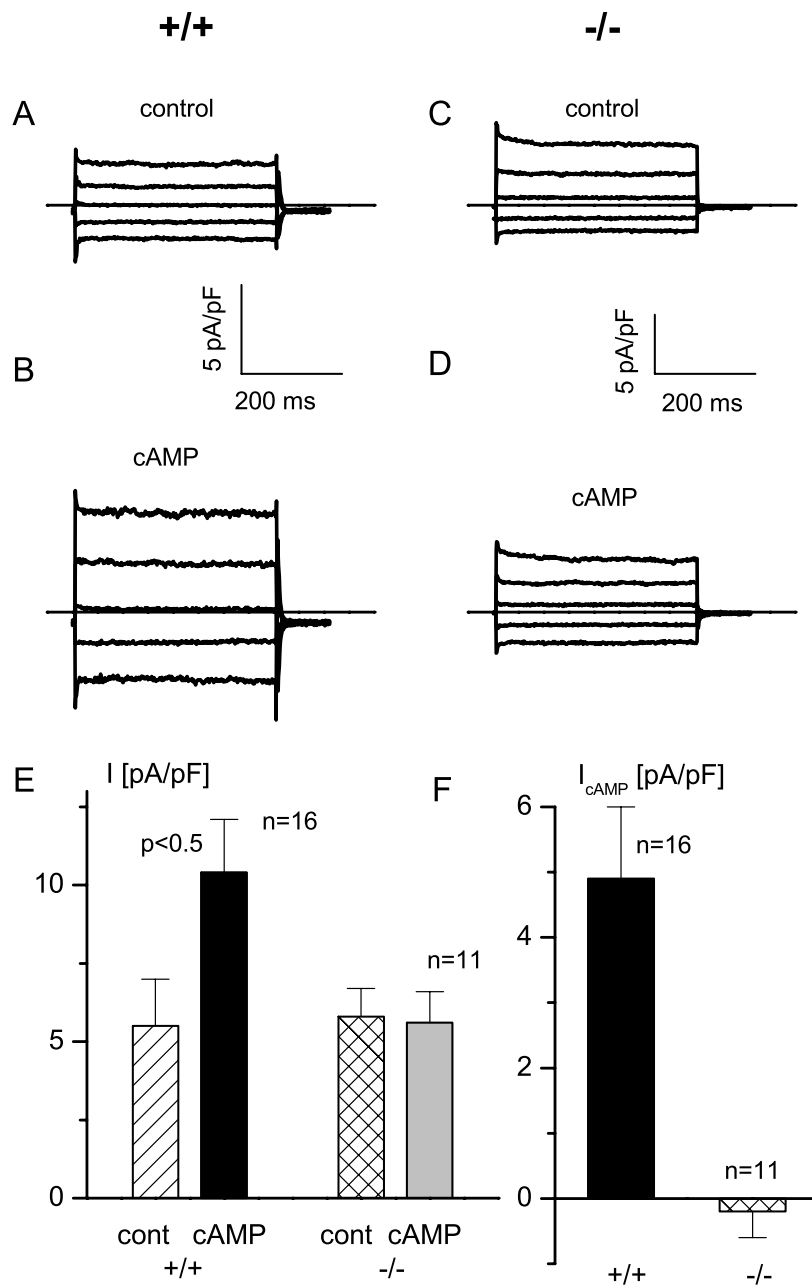 +/+ -/-
A control
C control
5 pA/pF
200 ms
5 pA/pF
200 ms
B cAMP
D cAMP
E I [pA/pF]
10
5
0
p<0.5
n=16
n=11
cont cAMP cont cAMP
+/+ -/-
F IcAMP [pA/pF]
6
4
2
0
n=16
n=11
+/+ -/-